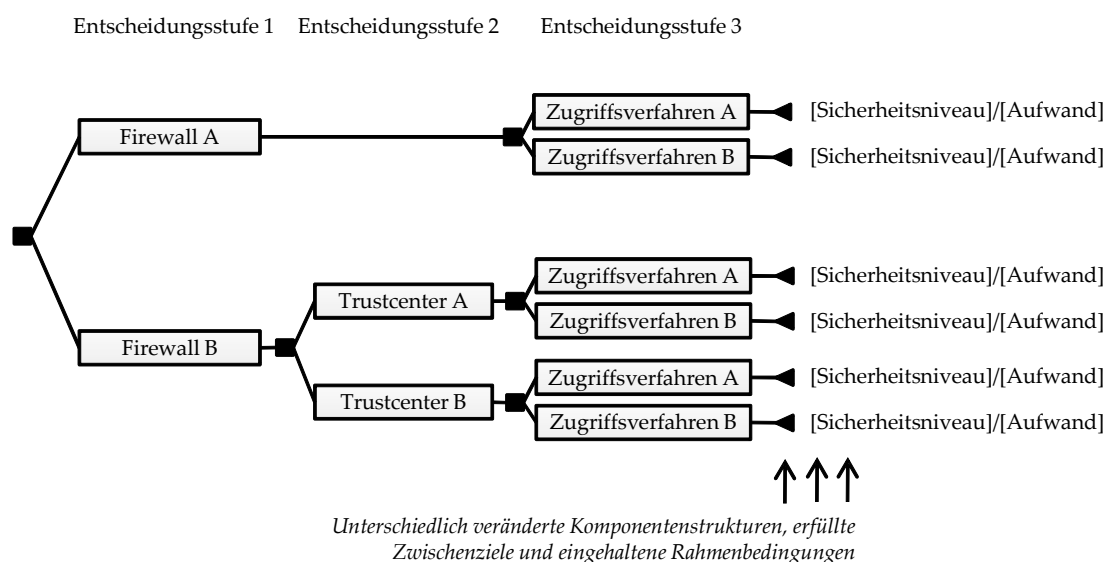 Entscheidungsstufe 1 Entscheidungsstufe 2 Entscheidungsstufe 3
Zugriffsverfahren A [Sicherheitsniveau]/[Aufwand]
Firewall A
Zugriffsverfahren B [Sicherheitsniveau]/[Aufwand]
Zugriffsverfahren A [Sicherheitsniveau]/[Aufwand]
Trustcenter A
Zugriffsverfahren B [Sicherheitsniveau]/[Aufwand]
Firewall B
Zugriffsverfahren A [Sicherheitsniveau]/[Aufwand]
Trustcenter B
Zugriffsverfahren B [Sicherheitsniveau]/[Aufwand]
Unterschiedlich veränderte Komponentenstrukturen, erfüllte
Zwischenziele und eingehaltene Rahmenbedingungen